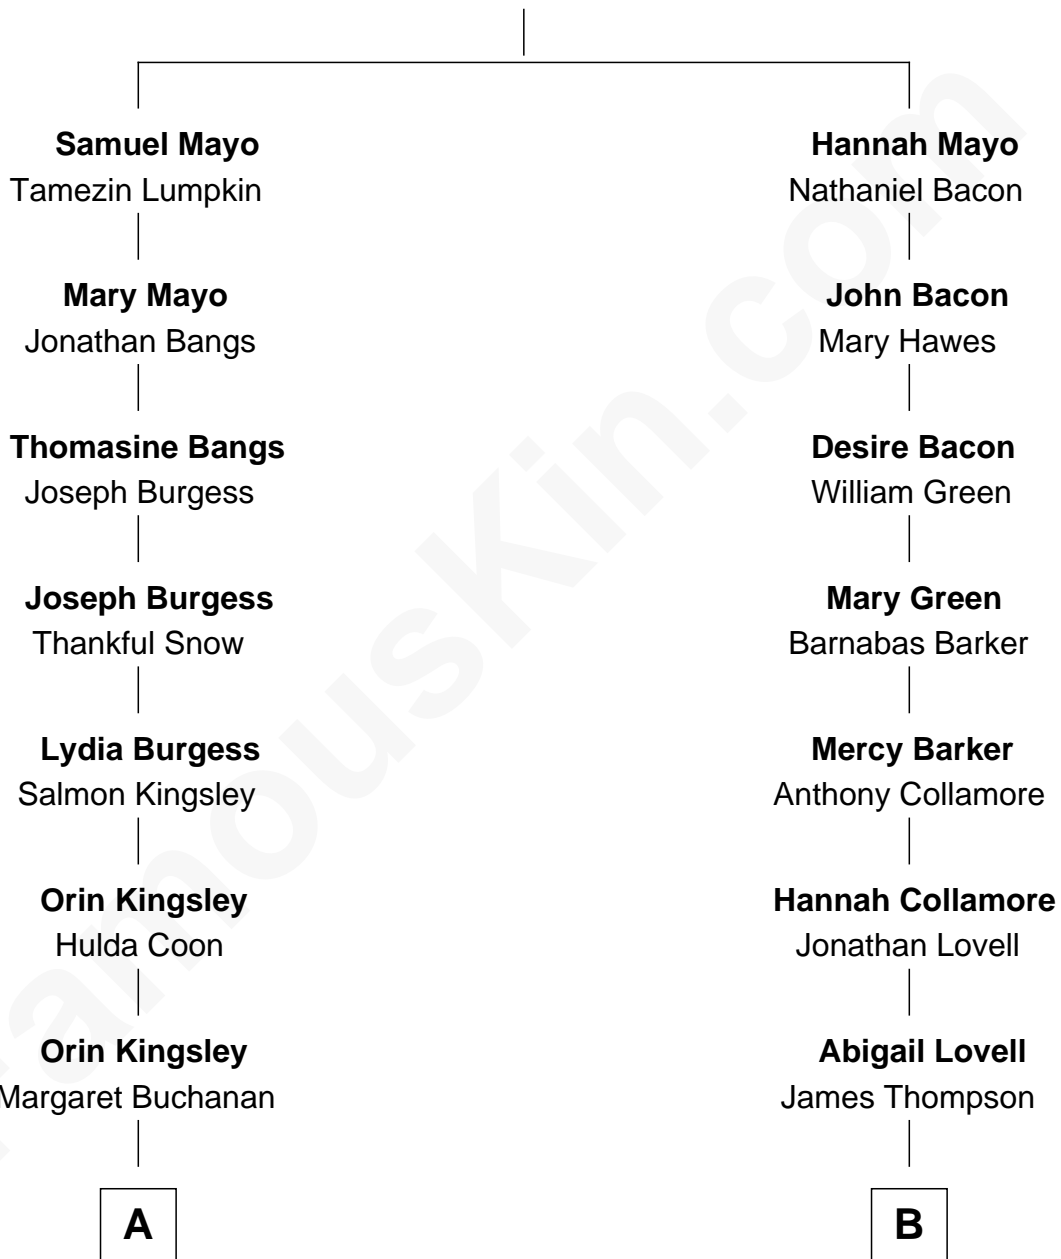 Samuel Mayo
Tamezin Lumpkin
Mary Mayo
Jonathan Bangs
Thomasine Bangs
Joseph Burgess
Joseph Burgess
Thankful Snow
Lydia Burgess
Salmon Kingsley
Orin Kingsley
Hulda Coon
Orin Kingsley
Margaret Buchanan
A
Hannah Mayo
Nathaniel Bacon
John Bacon
Mary Hawes
Desire Bacon
William Green
Mary Green
Barnabas Barker
Mercy Barker
Anthony Collamore
Hannah Collamore
Jonathan Lovell
Abigail Lovell
James Thompson
B
FamousKin.com